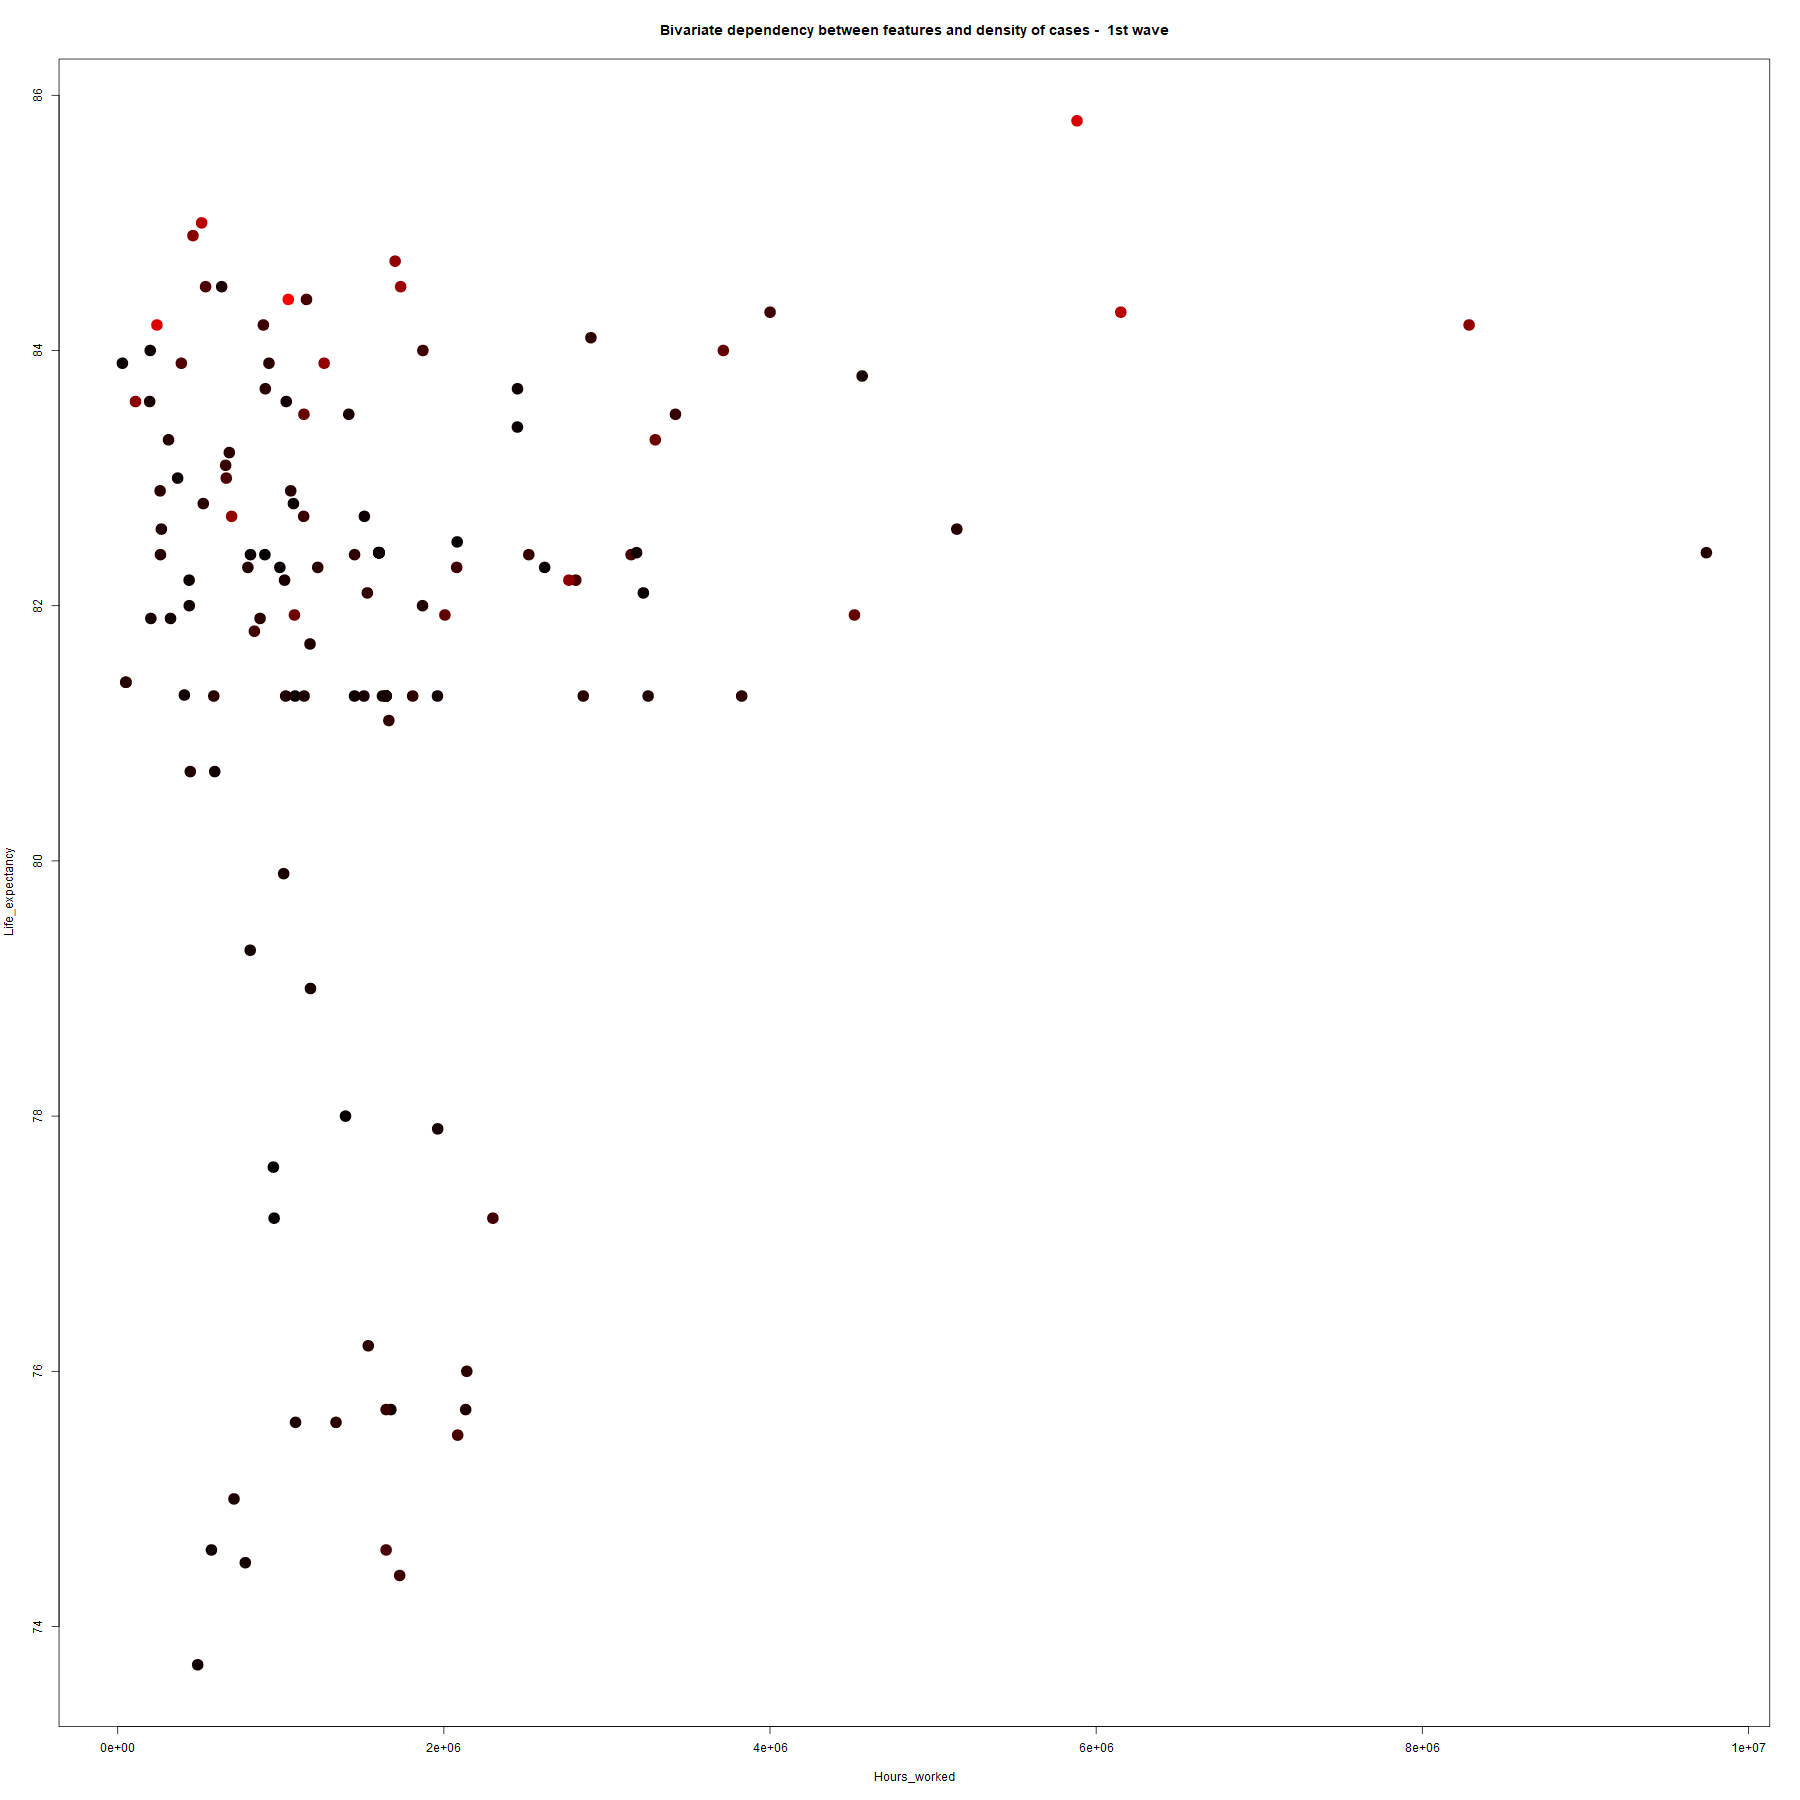 Bivariate dependency between features and density of cases -  1st wave
86
84
82
80
78
76
74
Life_expectancy
0e+00 2e+06 4e+06 6e+06 8e+06 1e+07
Hours_worked